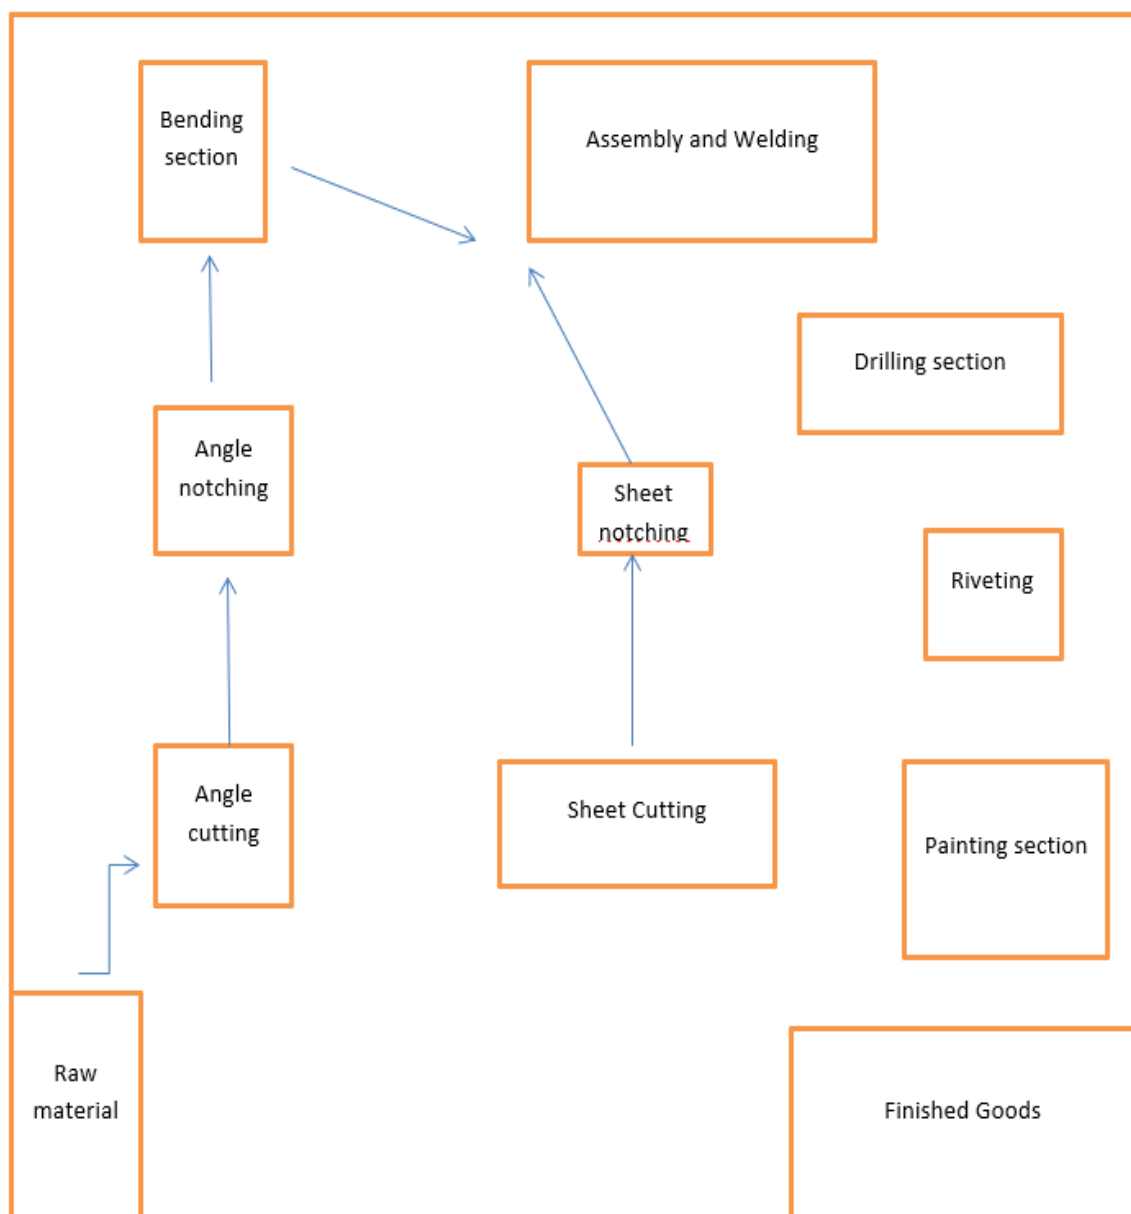 Bending
section
Assembly and Welding
Drilling section
Angle
notching
Sheet
notching
Riveting
Angle
cutting
Sheet Cutting
Painting section
Raw
material
Finished Goods